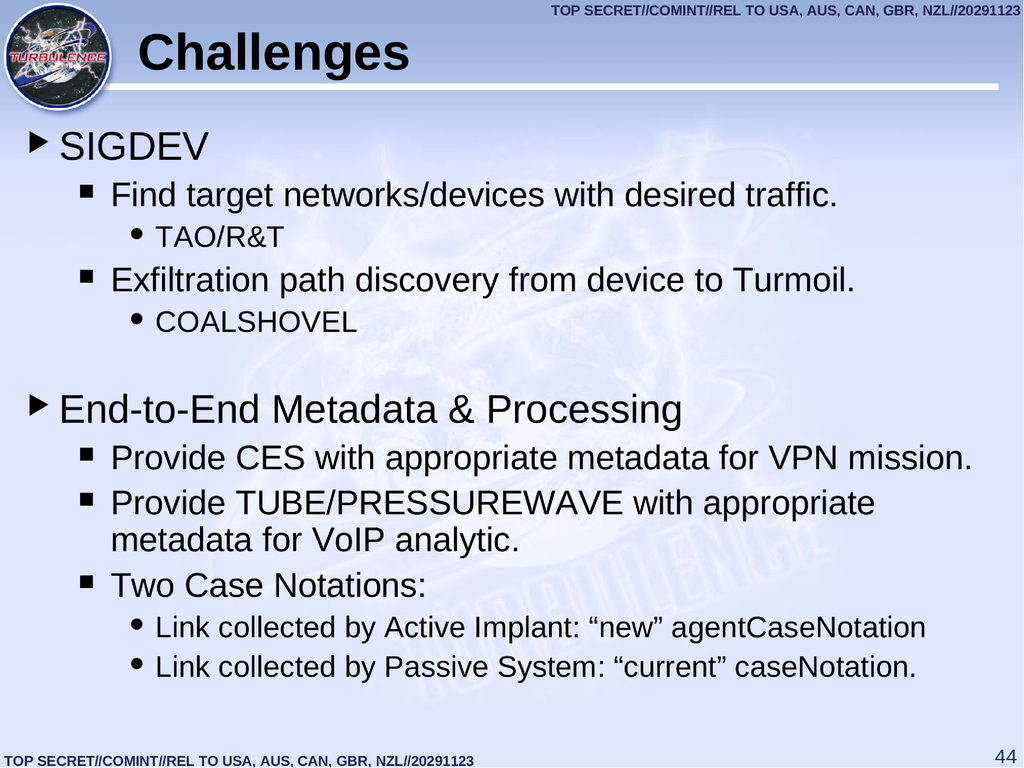 TOP SECRET//COMINT//REL TO USA, AUS, CAN, GBR, NZL//20291123
TURBULENCE
Challenges
SIGDEV
Find target networks/devices with desired traffic.
TAO/R&T
Exfiltration path discovery from device to Turmoil.
COALSHOVEL
End-to-End Metadata & Processing
Provide CES with appropriate metadata for VPN mission.
Provide TUBE/PRESSUREWAVE with appropriate
metadata for VoIP analytic.
Two Case Notations:
Link collected by Active Implant: “new” agentCaseNotation
Link collected by Passive System: “current” caseNotation.
TURBULENCE
TOP SECRET//COMINT//REL TO USA, AUS, CAN, GBR, NZL//20291123
44